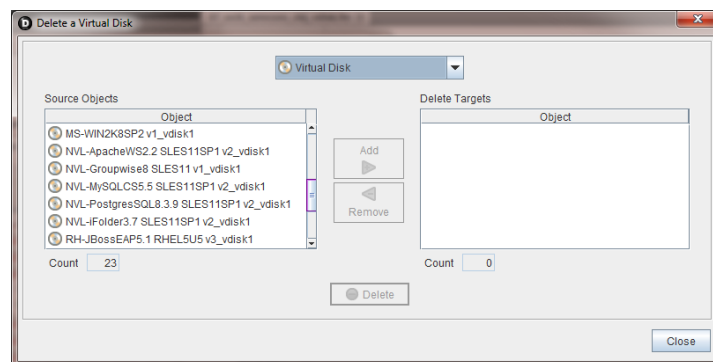 Delete a Virtual Disk
Virtual Disk
Source Objects
Object
MS-WIN2K8SP2 v1_vdisk1
NVL-ApacheWS2.2 SLES11SP1 v2_vdisk1
NVL-Groupwise8 SLES11 v1_vdisk1
NVL-MySQLCS5.5 SLES11SP1 v2_vdisk1
NVL-PostgresSQL8.3.9 SLES11SP1 v2_vdisk1
NVL-iFolder3.7 SLES11SP1 v2_vdisk1
RH-JBossEAP5.1 RHEL5U5 v3_vdisk1
Count 23
Add
Remove
Delete Targets
Object
Count 0
Delete
Close